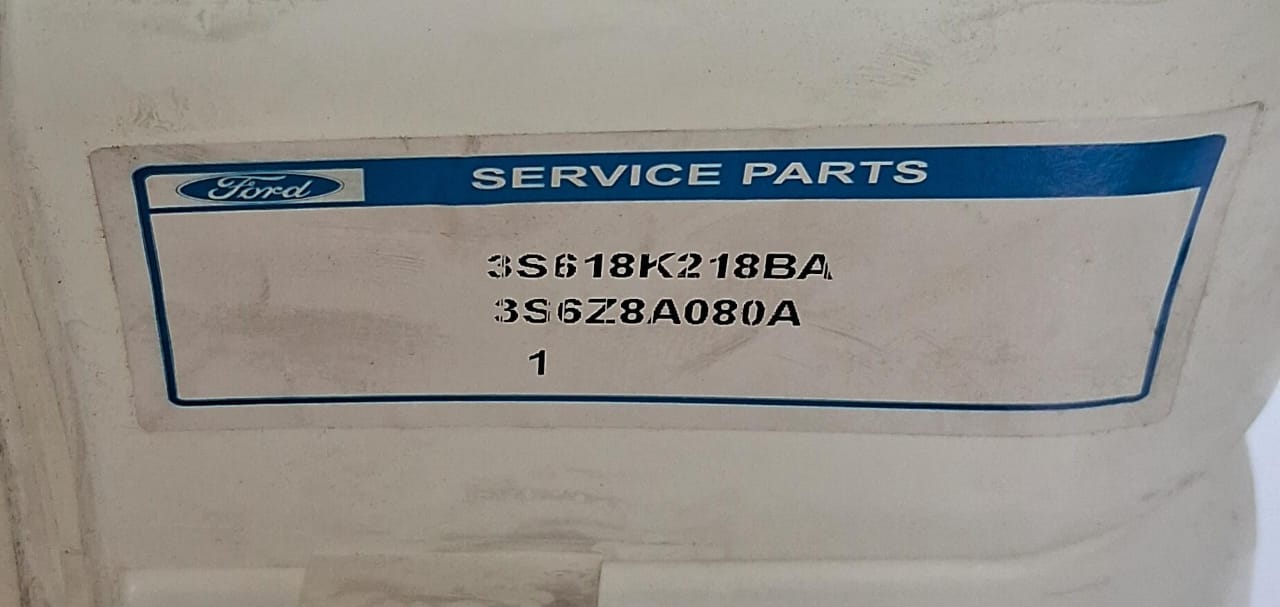 Ford
SERVICE PARTS
3S618K218BA
3S6Z8A080A
1